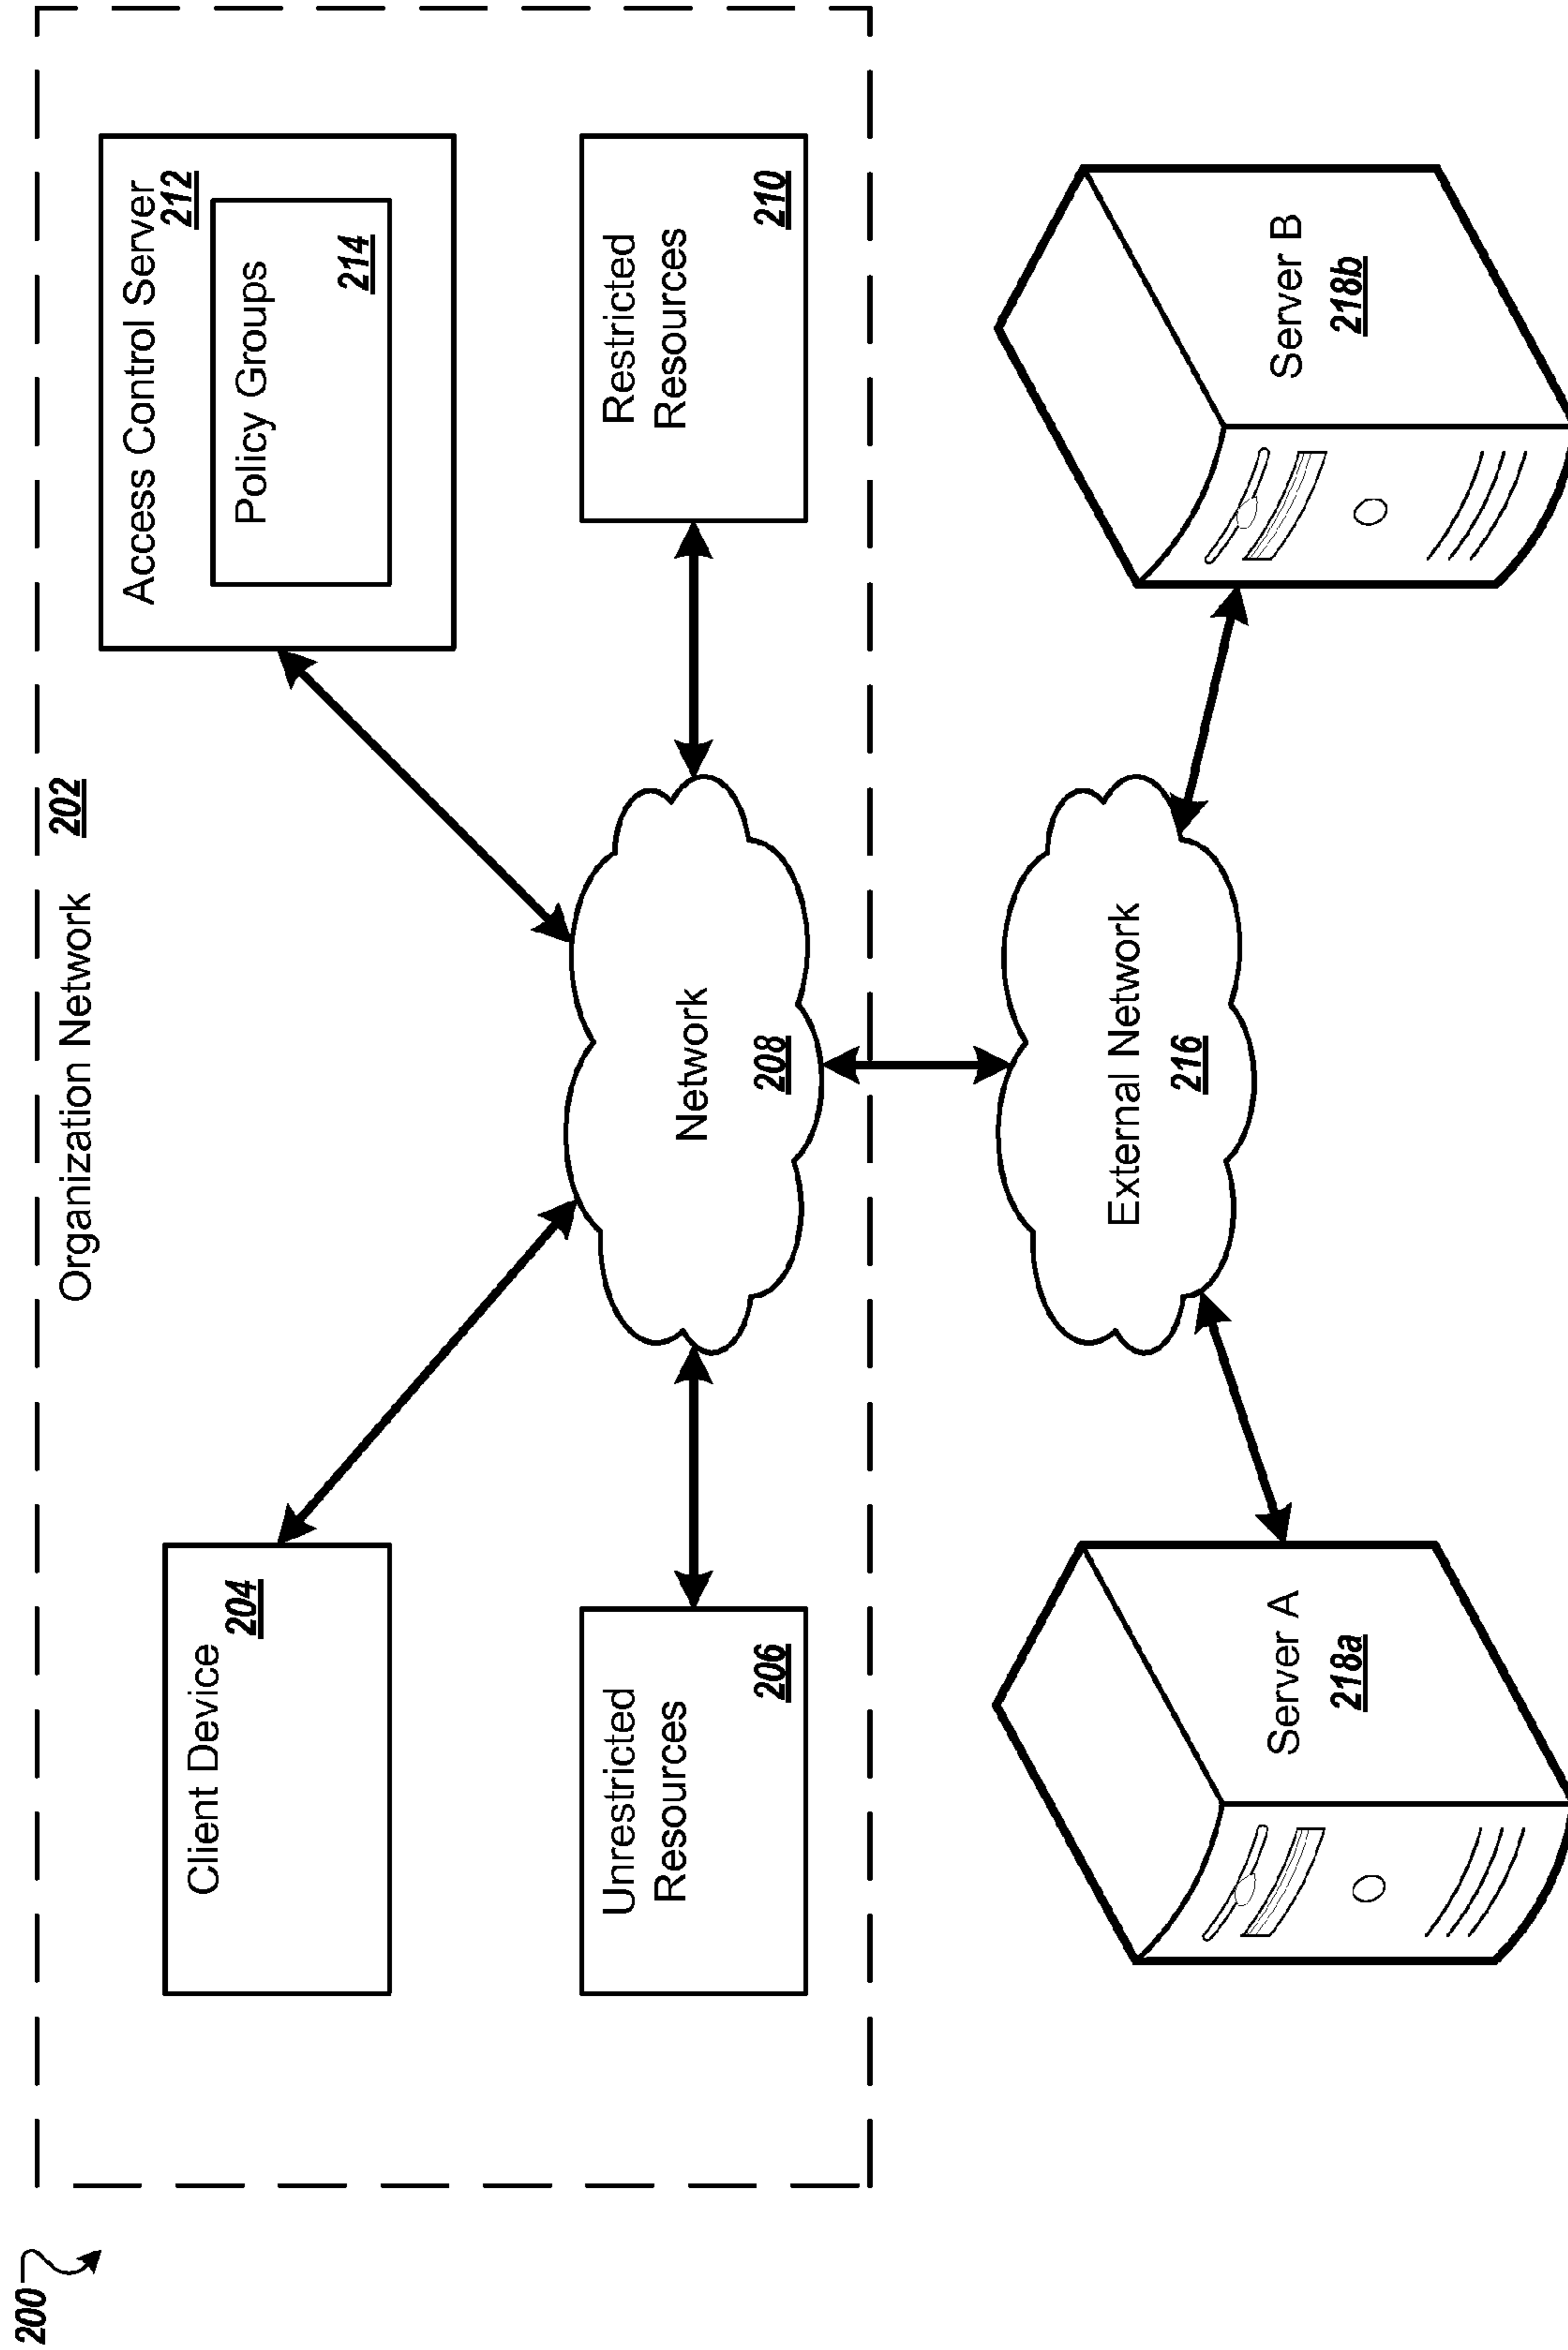 200
Organization Network 202
Client Device
204
Access Control Server
212
Policy Groups
214
Unrestricted
Resources
206
Network
208
Restricted
Resources
210
External Network
216
Server A
218a
Server B
218b